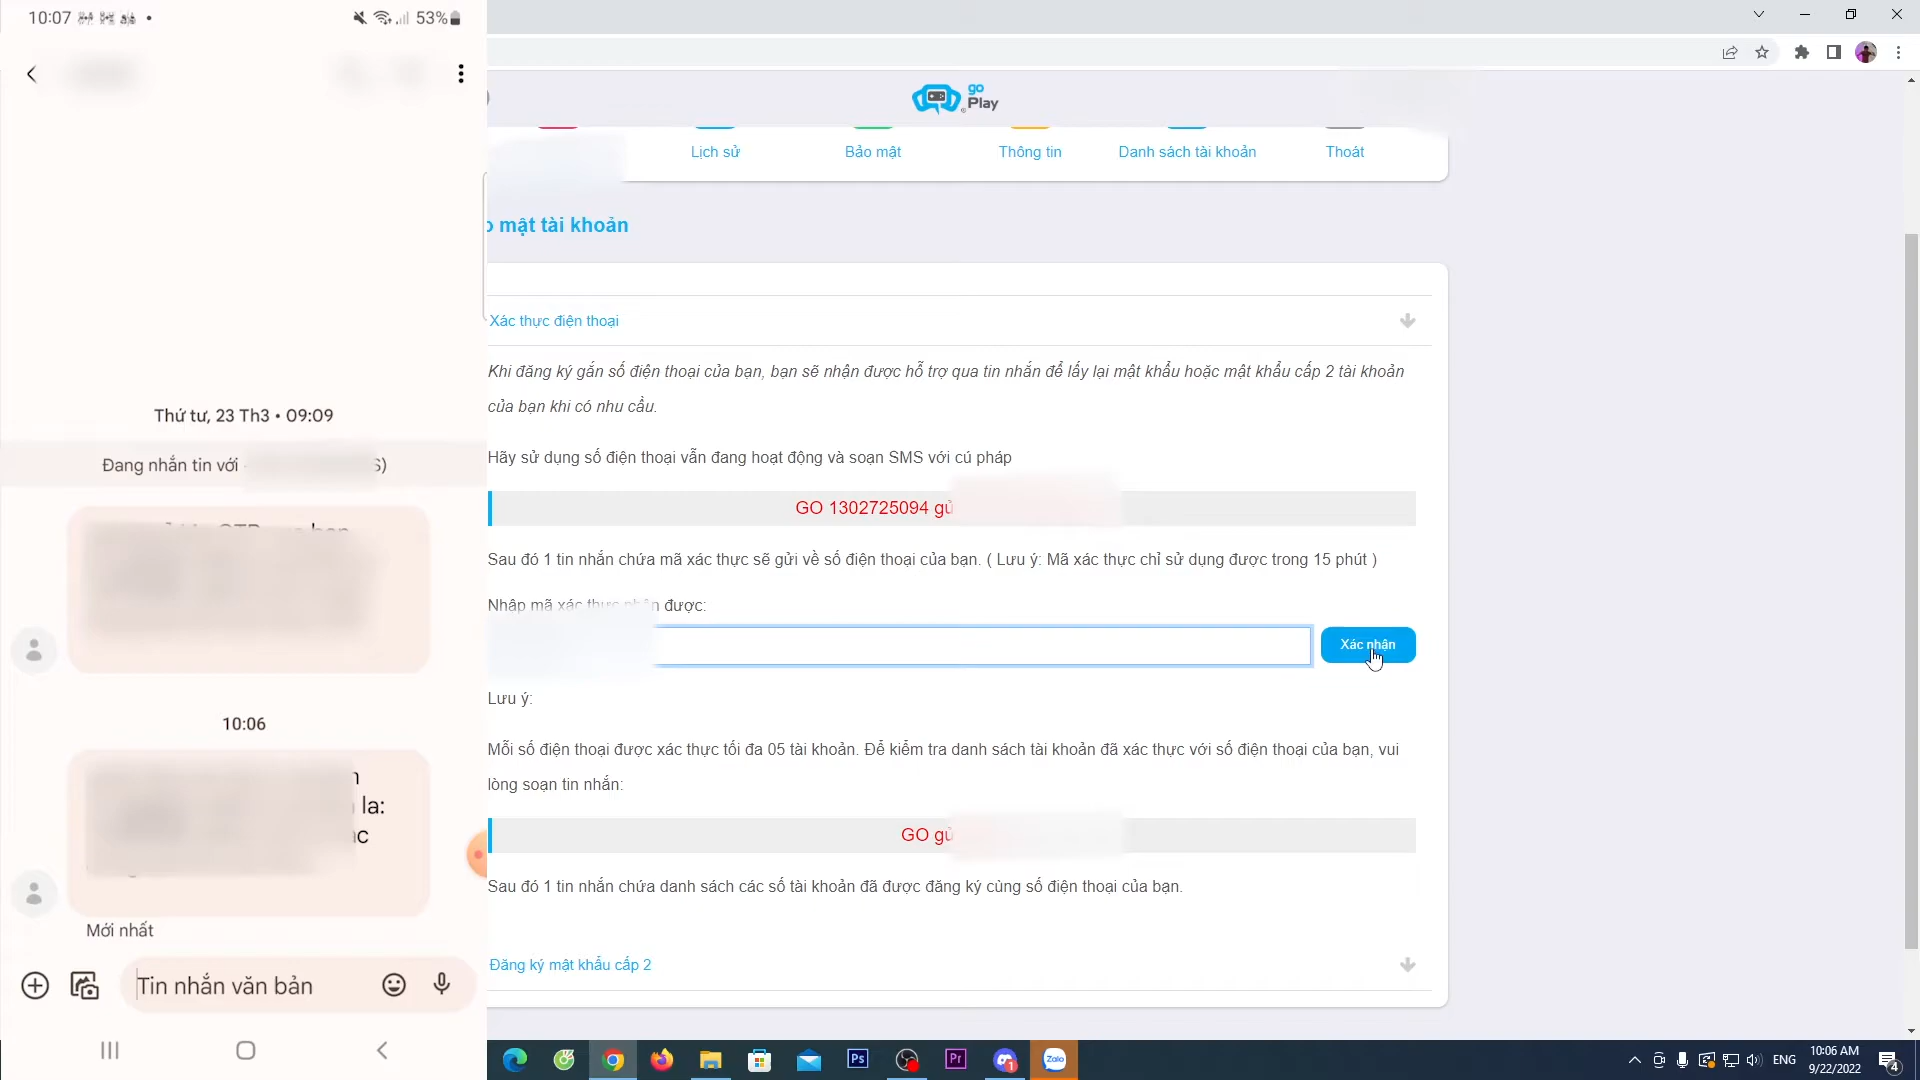 10:07
53%
Thứ tư, 23 Th3 • 09:09
Đang nhắn tin với
10:06
la:
Mới nhất
Tin nhắn văn bản
go
Play
Lịch sử
Bảo mật
Thông tin
Danh sách tài khoản
Thoát
mật tài khoản
Xác thực điện thoại
Khi đăng ký gắn số điện thoại của bạn, bạn sẽ nhận được hỗ trợ qua tin nhắn để lấy lại mật khẩu hoặc mật khẩu cấp 2 tài khoản
của bạn khi có nhu cầu.
Hãy sử dụng số điện thoại vẫn đang hoạt động và soạn SMS với cú pháp
GO 1302725094
Sau đó 1 tin nhắn chứa mã xác thực sẽ gửi về số điện thoại của bạn. ( Lưu ý: Mã xác thực chỉ sử dụng được trong 15 phút )
Nhập mã xác thực nhận được:
Xác nhận
Lưu ý:
Mỗi số điện thoại được xác thực tối đa 05 tài khoản. Để kiểm tra danh sách tài khoản đã xác thực với số điện thoại của bạn, vui
lòng soạn tin nhắn:
GO
Sau đó 1 tin nhắn chứa danh sách các số tài khoản đã được đăng ký cùng số điện thoại của bạn.
Đăng ký mật khẩu cấp 2
Ps
Pr
1
Zalo
ENG
10:06 AM
9/22/2022
4